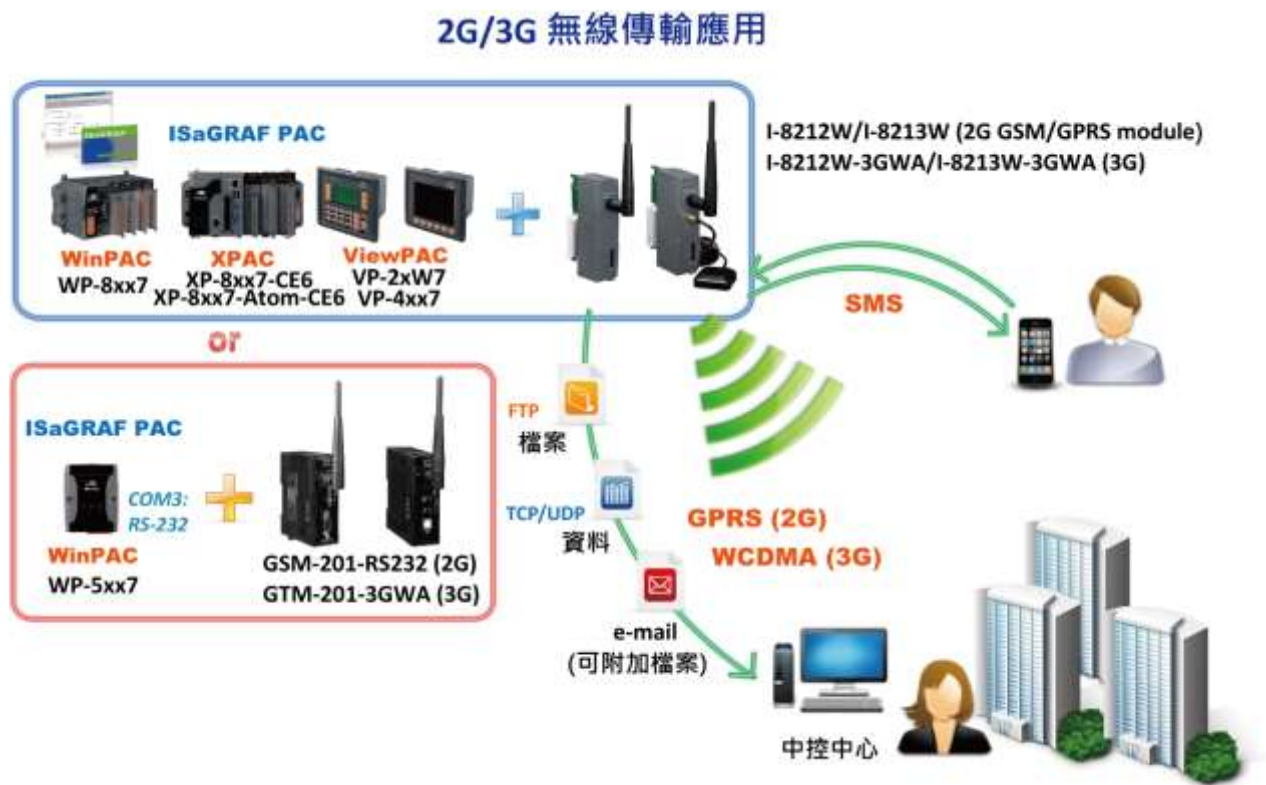 2G/3G 無線傳輸應用
ISaGRAF PAC
I-8212W/I-8213W (2G GSM/GPRS module)
I-8212W-3GWA/I-8213W-3GWA (3G)
WinPAC
WP-8xx7
XPAC
XP-8xx7-CE6
XP-8xx7-Atom-CE6
ViewPAC
VP-2xW7
VP-4xx7
SMS
or
ISaGRAF PAC
COM3:
RS-232
WinPAC
WP-5xx7
GSM-201-RS232 (2G)
GTM-201-3GWA (3G)
FTP
檔案
TCP/UDP
資料
GPRS (2G)
WCDMA (3G)
e-mail
(可附加檔案)
中控中心